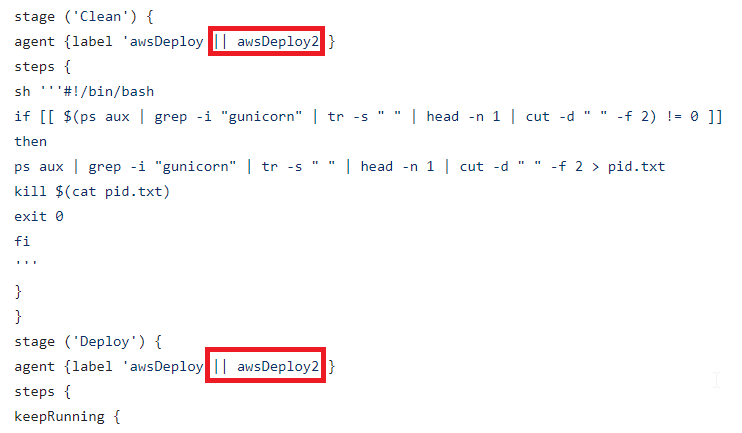 stage ('Clean') {
agent {label 'awsDeploy || awsDeploy2 }
steps {
sh '''#!/bin/bash
if [[ $(ps aux | grep -i "gunicorn" | tr -s " " | head -n 1 | cut -d " " -f 2) != 0 ]]
then
ps aux | grep -i "gunicorn" | tr -s " " | head -n 1 | cut -d " " -f 2 > pid.txt
kill $(cat pid.txt)
exit 0
fi
'''
}
}
stage ('Deploy') {
agent {label 'awsDeploy || awsDeploy2 }
steps {
keepRunning {